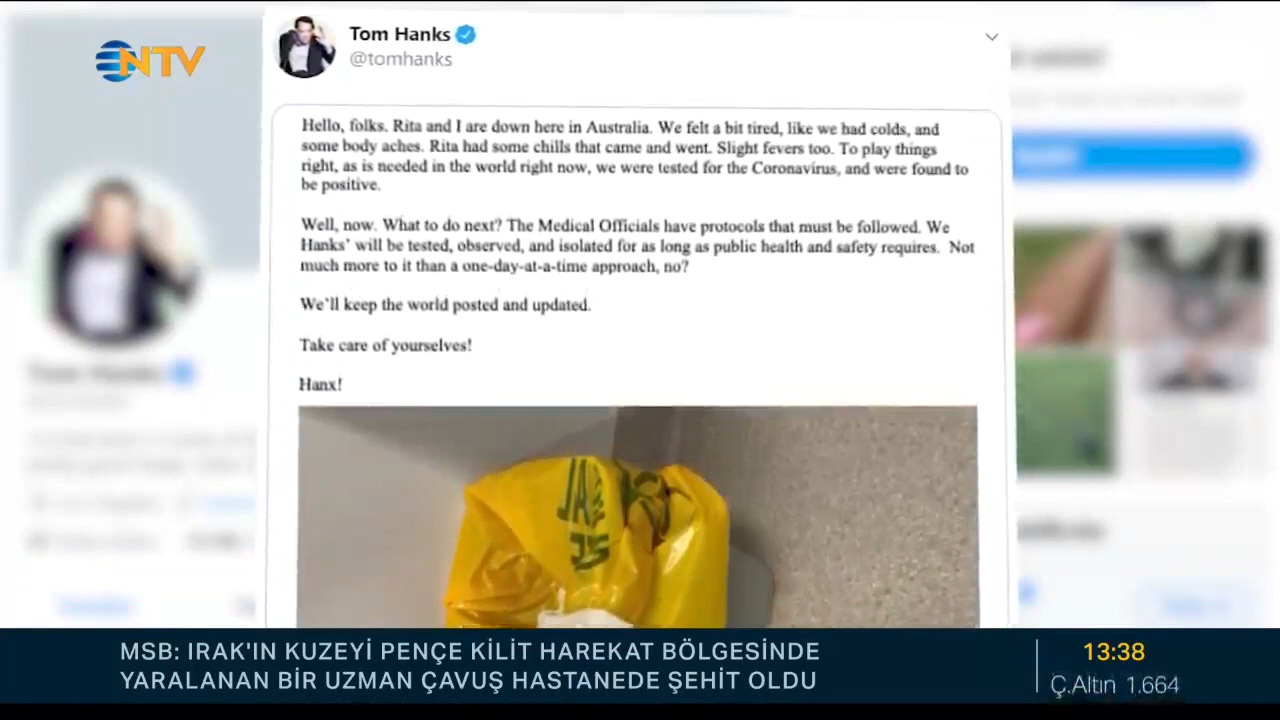 NTV
Tom Hanks
@tomhanks
Hello, folks. Rita and I are down here in Australia. We felt a bit tired, like we had colds, and
some body aches. Rita had some chills that came and went. Slight fevers too. To play things
right, as is needed in the world right now, we were tested for the Coronavirus, and were found to
be positive.
Well, now. What to do next? The Medical Officials have protocols that must be followed. We
Hanks' will be tested, observed, and isolated for as long as public health and safety requires. Not
much more to it than a one-day-at-a-time approach, no?
We'll keep the world posted and updated.
Take care of yourselves!
Hanx!
MSB: IRAK'IN KUZEYİ PENÇE KİLİT HAREKAT BÖLGESİNDE
YARALANAN BİR UZMAN ÇAVUŞ HASTANEDE ŞEHİT OLDU
13:38
Ç.Altın 1.664